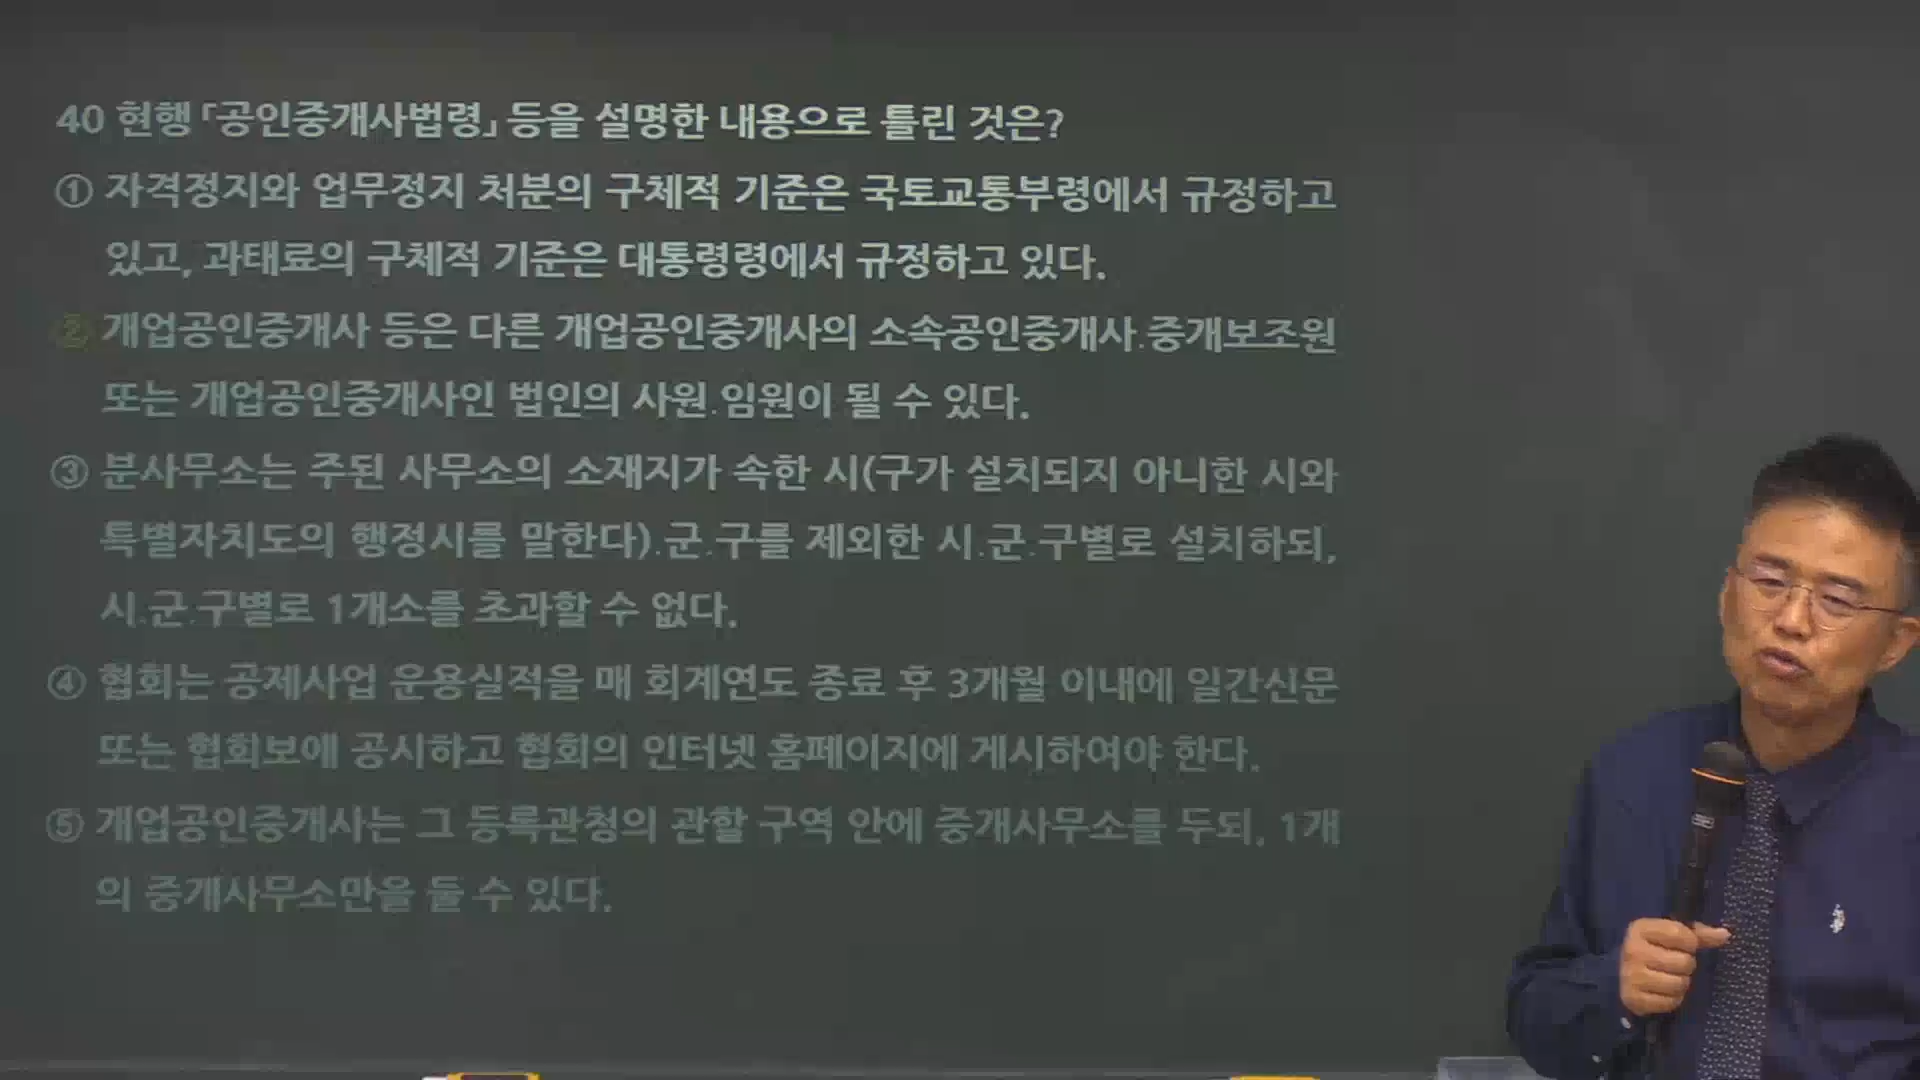 40 현행 「공인중개사법령」 등을 설명한 내용으로 틀린 것은?
① 자격정지와 업무정지 처분의 구체적 기준은 국토교통부령에서 규정하고
있고, 과태료의 구체적 기준은 대통령령에서 규정하고 있다.
② 개업공인중개사 등은 다른 개업공인중개사의 소속공인중개사.중개보조원
또는 개업공인중개사인 법인의 사원.임원이 될 수 있다.
③ 분사무소는 주된 사무소의 소재지가 속한 시(구가 설치되지 아니한 시와
특별자치도의 행정시를 말한다).군.구를 제외한 시.군.구별로 설치하되,
시.군.구별로 1개소를 초과할 수 없다.
④ 협회는 공제사업 운용실적을 매 회계연도 종료 후 3개월 이내에 일간신문
또는 협회보에 공시하고 협회의 인터넷 홈페이지에 게시하여야 한다.
⑤ 개업공인중개사는 그 등록관청의 관할 구역 안에 중개사무소를 두되, 1개
의 중개사무소만을 둘 수 있다.